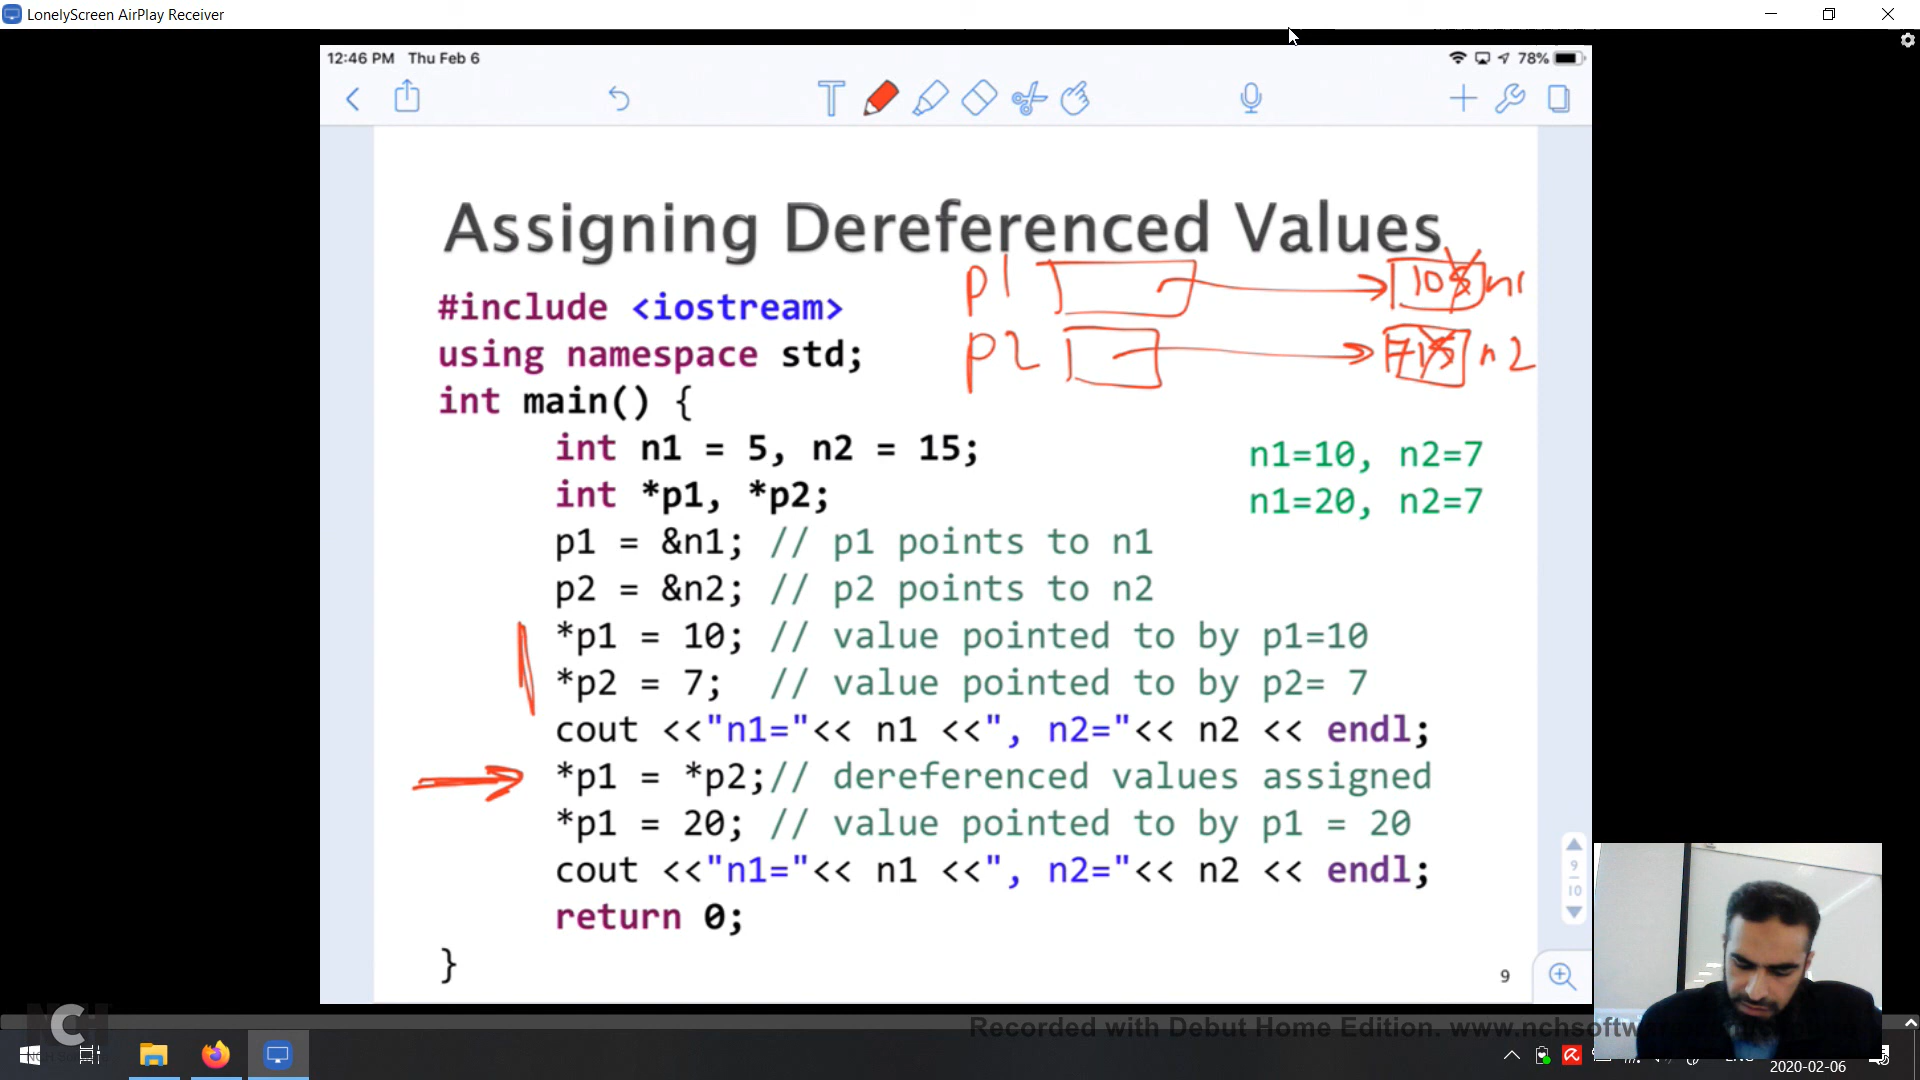 LonelyScreen AirPlay Receiver
12:46 PM Thu Feb 6
78%
T
Assigning Dereferenced Values
p1 10 5 n1
p2 7 15 n2
#include <iostream>
using namespace std;
int main() {
int n1 = 5, n2 = 15;
n1=10, n2=7
int *p1, *p2;
n1=20, n2=7
p1 = &n1; // p1 points to n1
p2 = &n2; // p2 points to n2
*p1 = 10; // value pointed to by p1=10
*p2 = 7; // value pointed to by p2= 7
cout <<"n1="<< n1 <<", n2="<< n2 << endl;
*p1 = *p2;// dereferenced values assigned
*p1 = 20; // value pointed to by p1 = 20
cout <<"n1="<< n1 <<", n2="<< n2 << endl;
return 0;
}
9
9
10
NCH
Recorded with Debut Home Edition. www.nchsoftw
2020-02-06